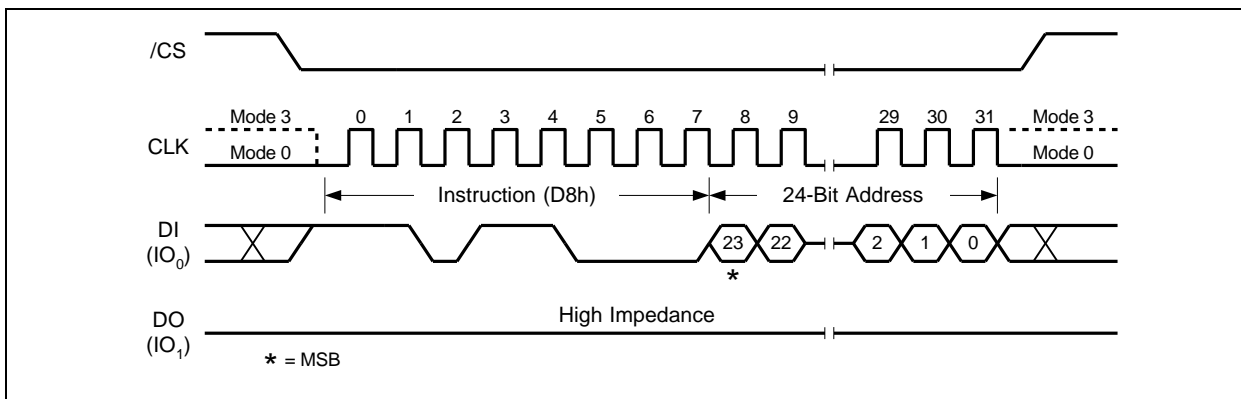 /CS
Mode 3 0 1 2 3 4 5 6 7 8 9 29 30 31 Mode 3
CLK
Mode 0 Mode 0
Instruction (D8h) 24-Bit Address
DI
(IO0)
23 22 2 1 0
*
High Impedance
DO
(IO1)
* = MSB